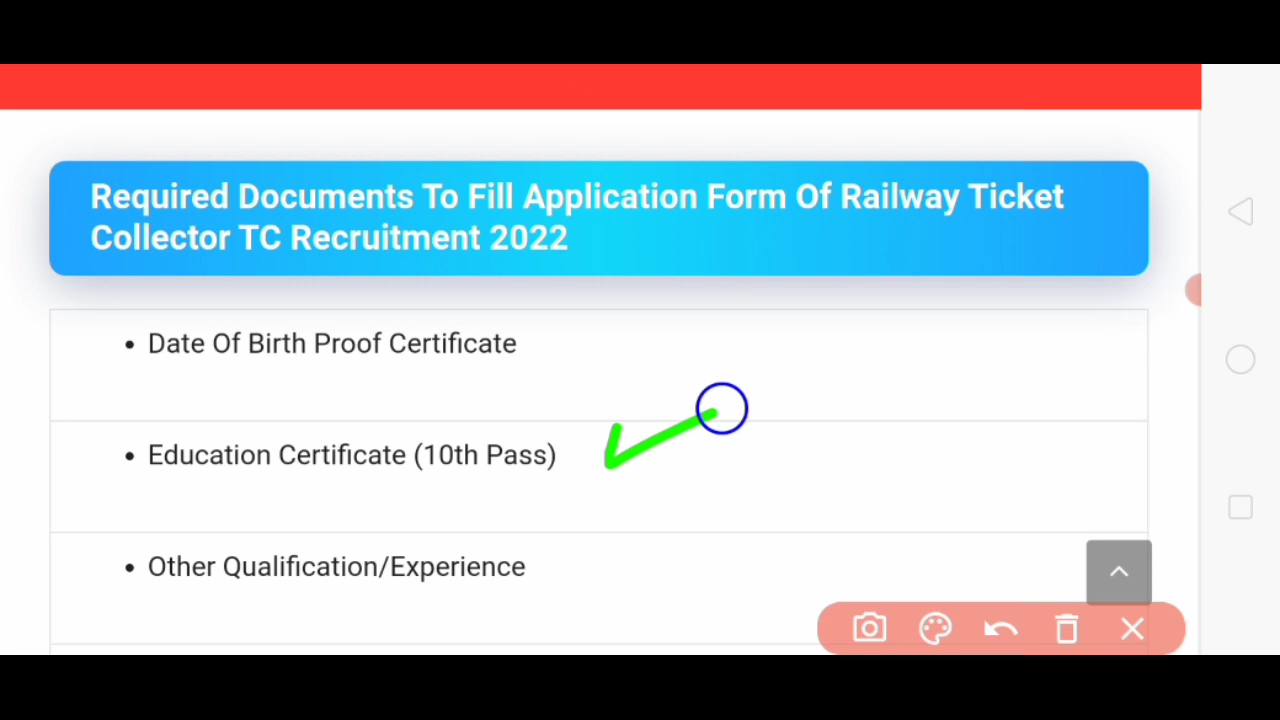 Required Documents To Fill Application Form Of Railway Ticket
Collector TC Recruitment 2022
• Date Of Birth Proof Certificate
• Education Certificate (10th Pass)
• Other Qualification/Experience